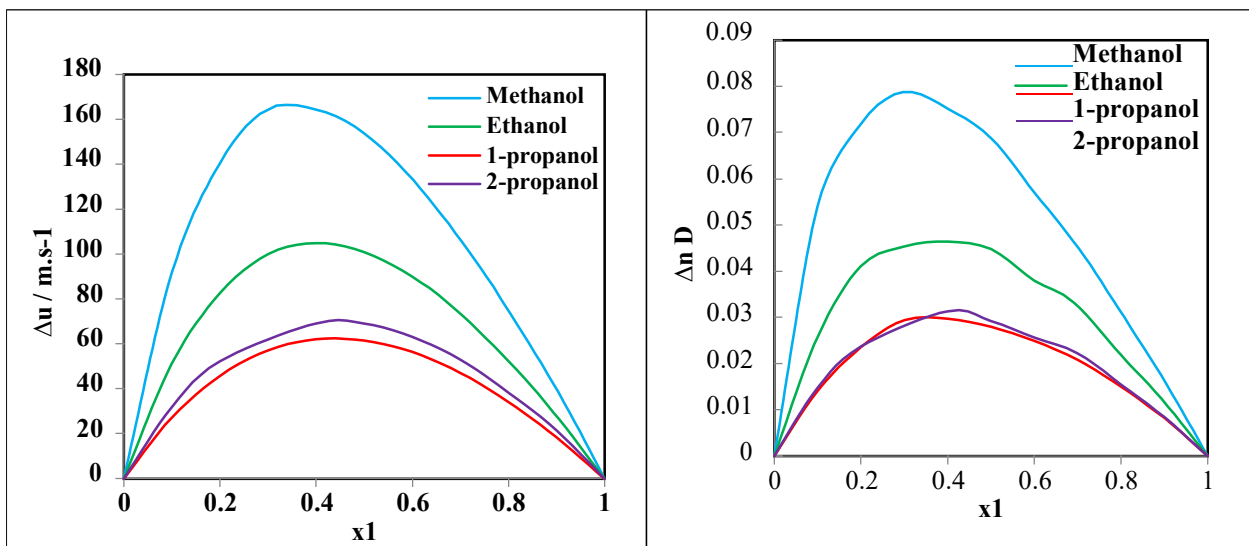 180
160
140
120
100
80
60
40
20
0
Δu / m.s-1
Methanol
Ethanol
1-propanol
2-propanol
0
0.2
0.4
0.6
0.8
1
x1
0.09
0.08
0.07
0.06
0.05
0.04
0.03
0.02
0.01
0
Δn D
Methanol
Ethanol
1-propanol
2-propanol
0
0.2
0.4
0.6
0.8
1
x1